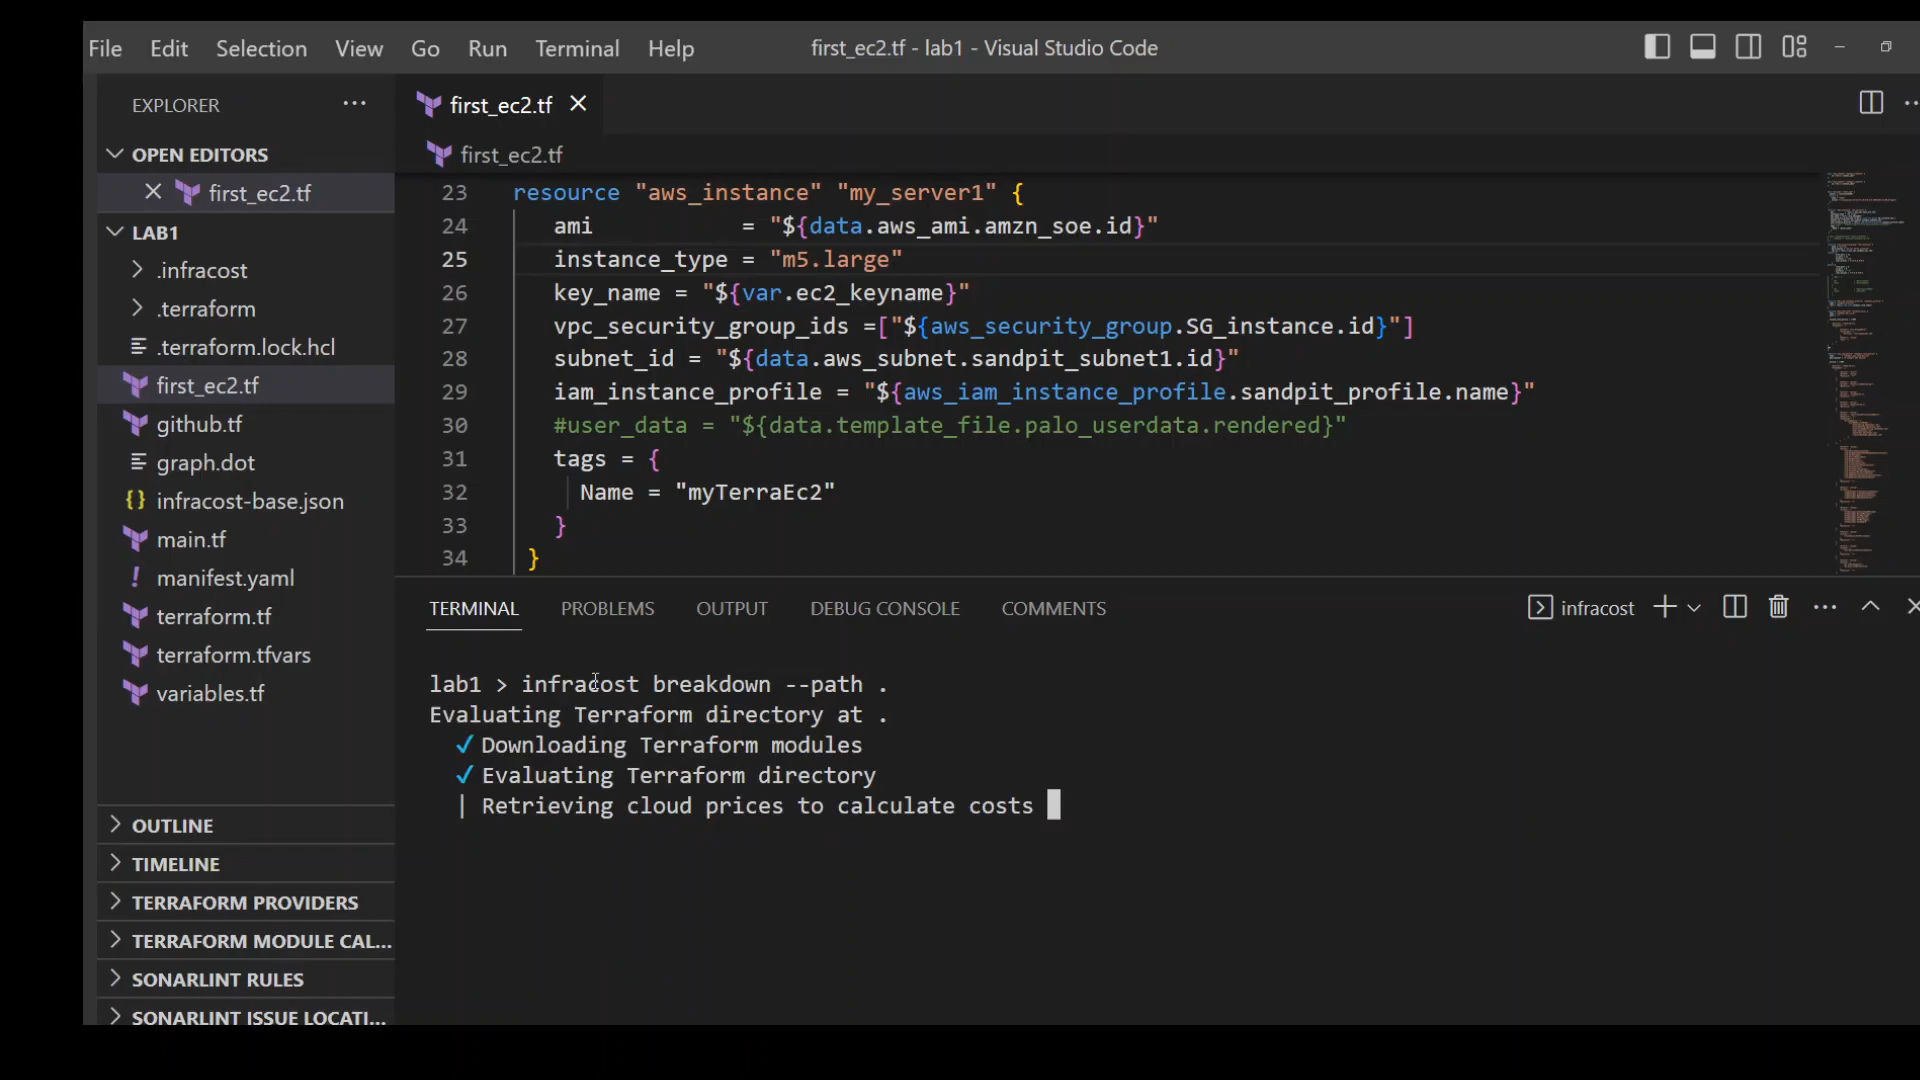 File Edit Selection View Go Run Terminal Help
first_ec2.tf - lab1 - Visual Studio Code
EXPLORER
OPEN EDITORS
first_ec2.tf
LAB1
.infracost
.terraform
.terraform.lock.hcl
first_ec2.tf
github.tf
graph.dot
infracost-base.json
main.tf
manifest.yaml
terraform.tf
terraform.tfvars
variables.tf
OUTLINE
TIMELINE
TERRAFORM PROVIDERS
TERRAFORM MODULE CAL...
SONARLINT RULES
SONARLINT ISSUE LOCATI...
first_ec2.tf
first_ec2.tf
23 resource "aws_instance" "my_server1" {
24 ami = "${data.aws_ami.amzn_soe.id}"
25 instance_type = "m5.large"
26 key_name = "${var.ec2_keyname}"
27 vpc_security_group_ids =["${aws_security_group.SG_instance.id}"]
28 subnet_id = "${data.aws_subnet.sandpit_subnet1.id}"
29 iam_instance_profile = "${aws_iam_instance_profile.sandpit_profile.name}"
30 #user_data = "${data.template_file.palo_userdata.rendered}"
31 tags = {
32 Name = "myTerraEc2"
33 }
34 }
TERMINAL PROBLEMS OUTPUT DEBUG CONSOLE COMMENTS
infracost
lab1 > infracost breakdown --path .
Evaluating Terraform directory at .
✓ Downloading Terraform modules
✓ Evaluating Terraform directory
| Retrieving cloud prices to calculate costs